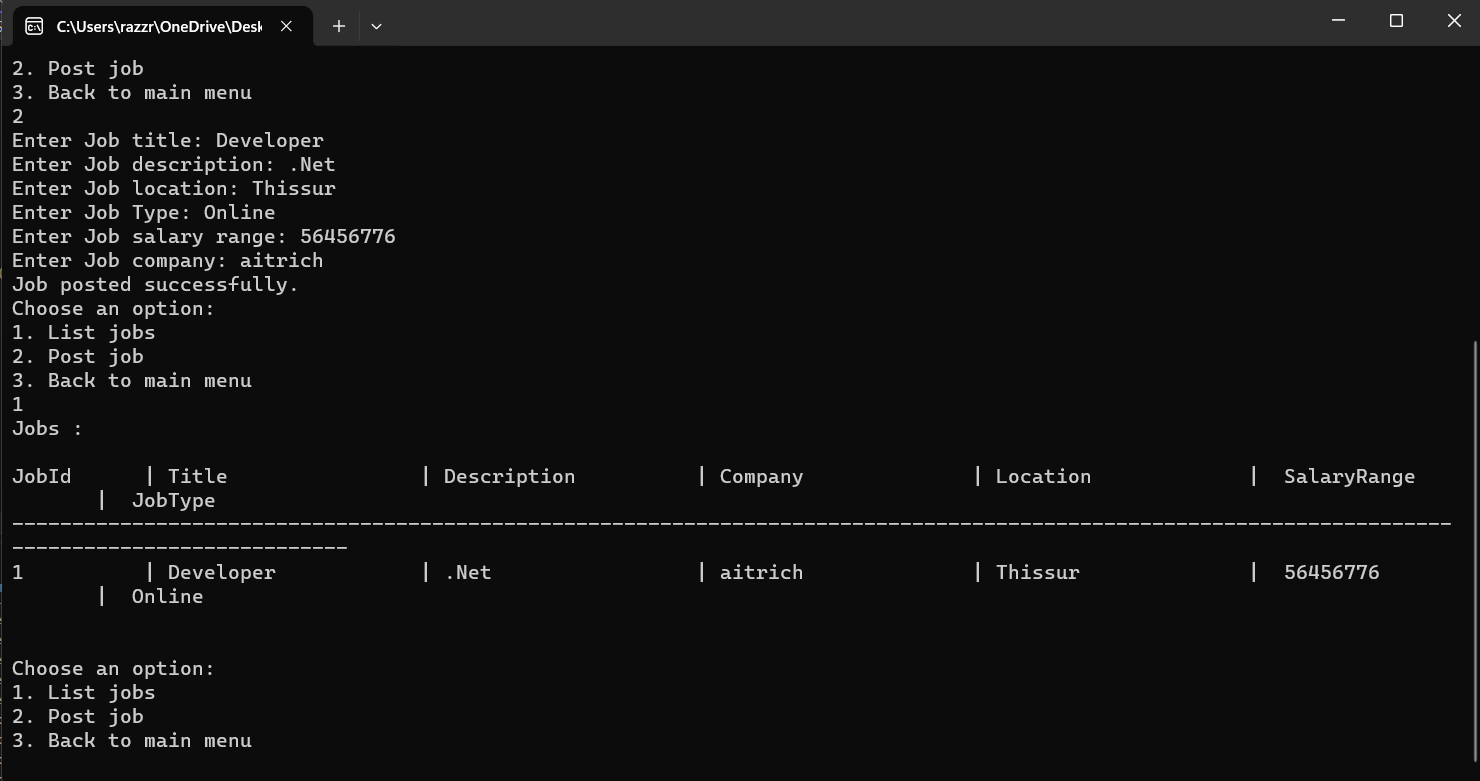 C:\Users\razzr\OneDrive\Desk
2. Post job
3. Back to main menu
2
Enter Job title: Developer
Enter Job description: .Net
Enter Job location: Thissur
Enter Job Type: Online
Enter Job salary range: 56456776
Enter Job company: aitrich
Job posted successfully.
Choose an option:
1. List jobs
2. Post job
3. Back to main menu
1
Jobs :
JobId | Title | Description | Company | Location | SalaryRange
| JobType
------------------------------------------------------------------------------------------------------------------------
----------------------------
1 | Developer | .Net | aitrich | Thissur | 56456776
| Online
Choose an option:
1. List jobs
2. Post job
3. Back to main menu